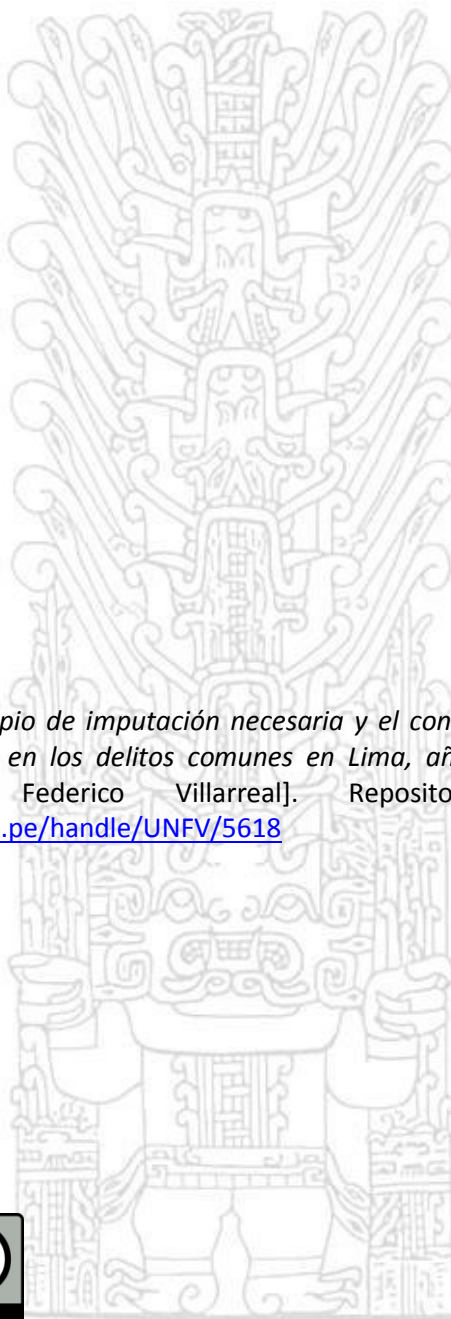 pio de imputación necesaria y el con
en los delitos comunes en Lima, añ
Federico Villarreal]. Reposito
.pe/handle/UNFV/5618